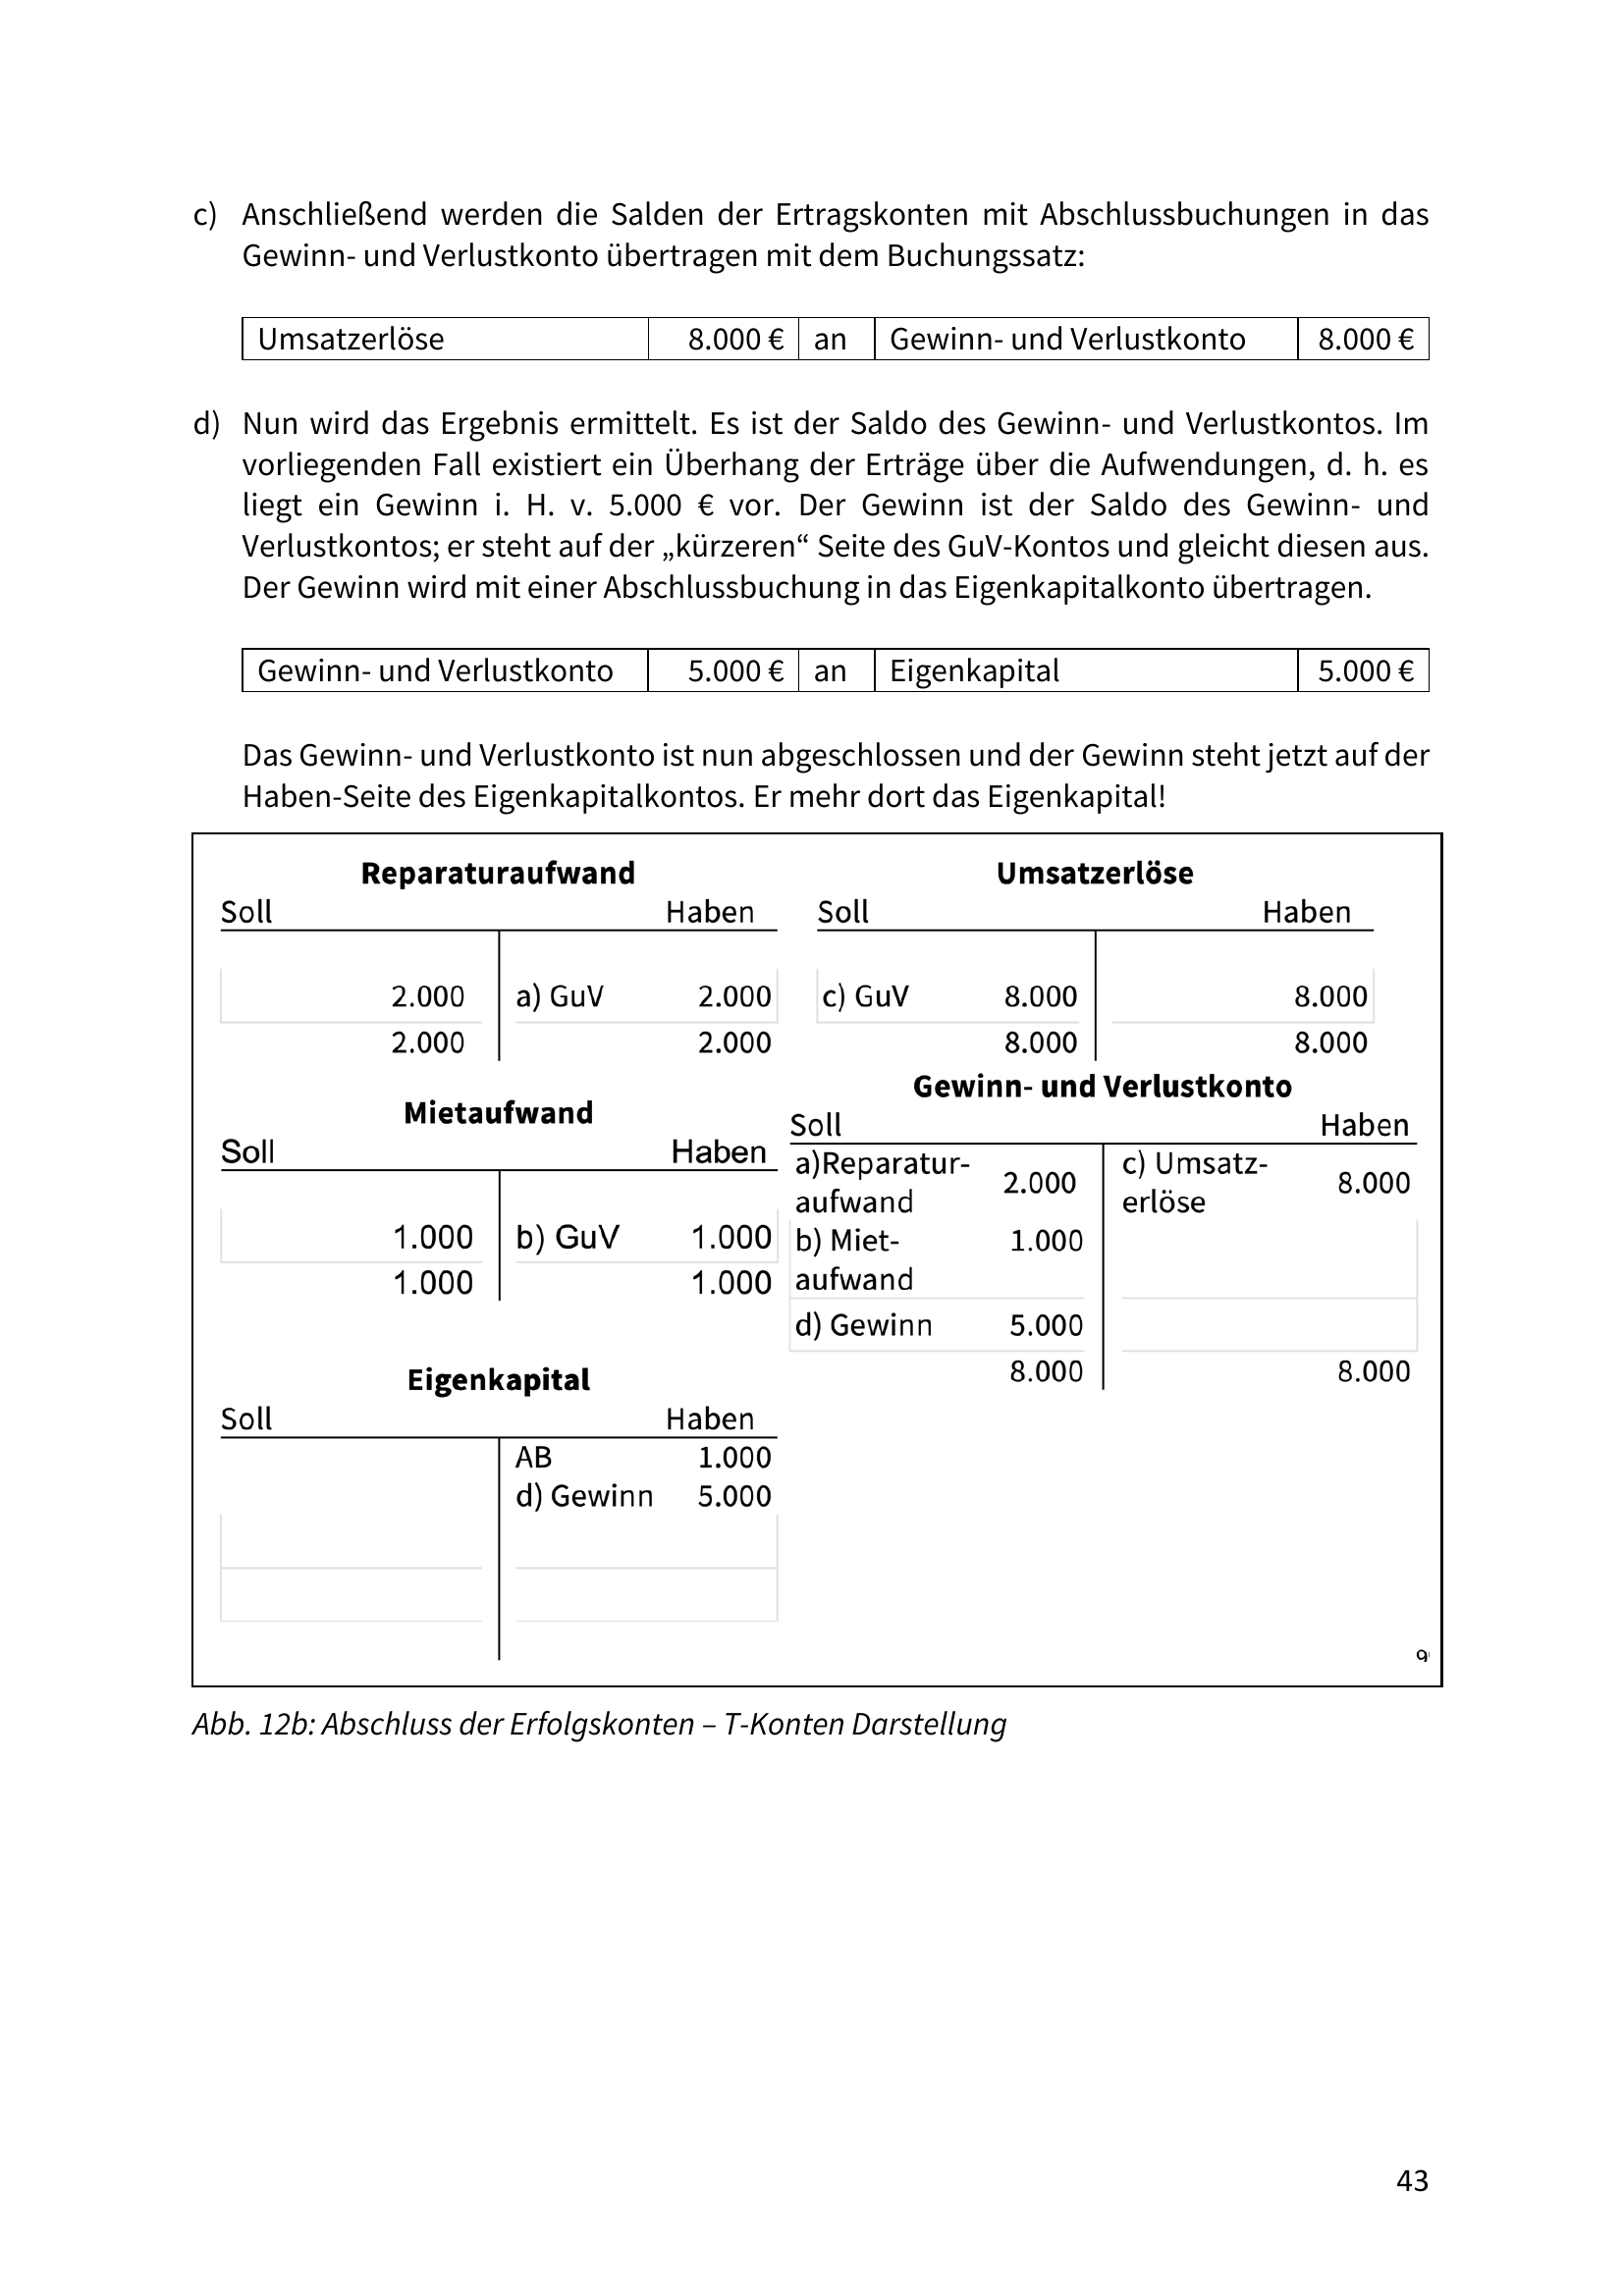 c) Anschließend werden die Salden der Ertragskonten mit Abschlussbuchungen in das
Gewinn- und Verlustkonto übertragen mit dem Buchungssatz:
Umsatzerlöse 8.000 € an Gewinn- und Verlustkonto 8.000 €
d) Nun wird das Ergebnis ermittelt. Es ist der Saldo des Gewinn- und Verlustkontos. Im
vorliegenden Fall existiert ein Überhang der Erträge über die Aufwendungen, d. h. es
liegt ein Gewinn i. H. v. 5.000 € vor. Der Gewinn ist der Saldo des Gewinn- und
Verlustkontos; er steht auf der „kürzeren“ Seite des GuV-Kontos und gleicht diesen aus.
Der Gewinn wird mit einer Abschlussbuchung in das Eigenkapitalkonto übertragen.
Gewinn- und Verlustkonto 5.000 € an Eigenkapital 5.000 €
Das Gewinn- und Verlustkonto ist nun abgeschlossen und der Gewinn steht jetzt auf der
Haben-Seite des Eigenkapitalkontos. Er mehr dort das Eigenkapital!
Reparaturaufwand
Soll Haben
2.000 a) GuV 2.000
2.000 2.000
Umsatzerlöse
Soll Haben
c) GuV 8.000 8.000
8.000 8.000
Mietaufwand
Soll Haben
1.000 b) GuV 1.000
1.000 1.000
Gewinn- und Verlustkonto
Soll Haben
a)Reparatur- 2.000 c) Umsatz- 8.000
aufwand erlöse
b) Miet- 1.000
aufwand
d) Gewinn 5.000
8.000 8.000
Eigenkapital
Soll Haben
AB 1.000
d) Gewinn 5.000
Abb. 12b: Abschluss der Erfolgskonten – T-Konten Darstellung
43